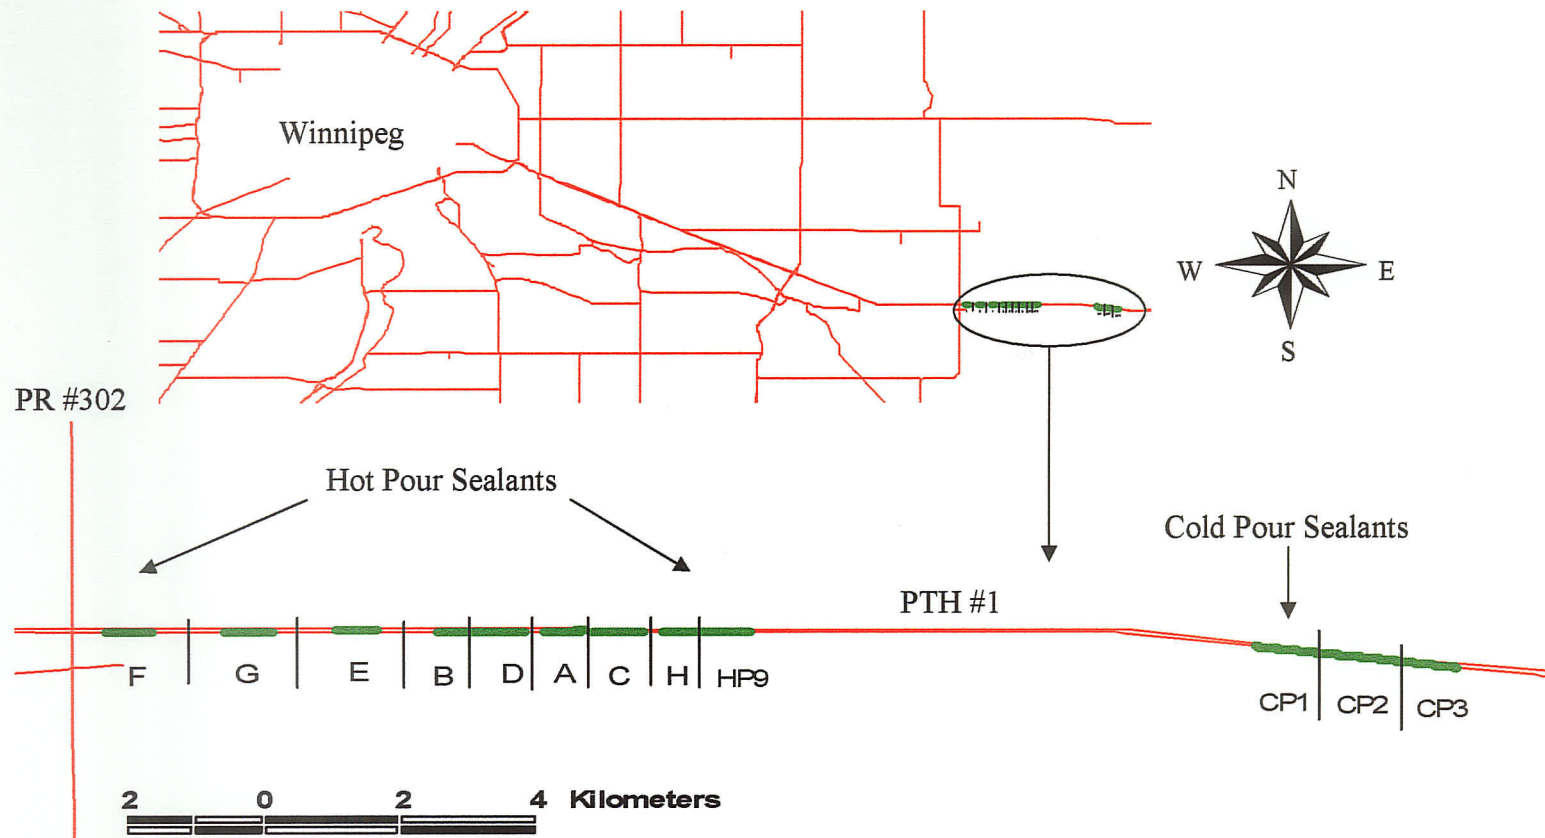 Winnipeg
N
W E
S
PR #302
Hot Pour Sealants
Cold Pour Sealants
PTH #1
F G E B D A C H HP9
CP1 CP2 CP3
2 0 2 4 Kilometers